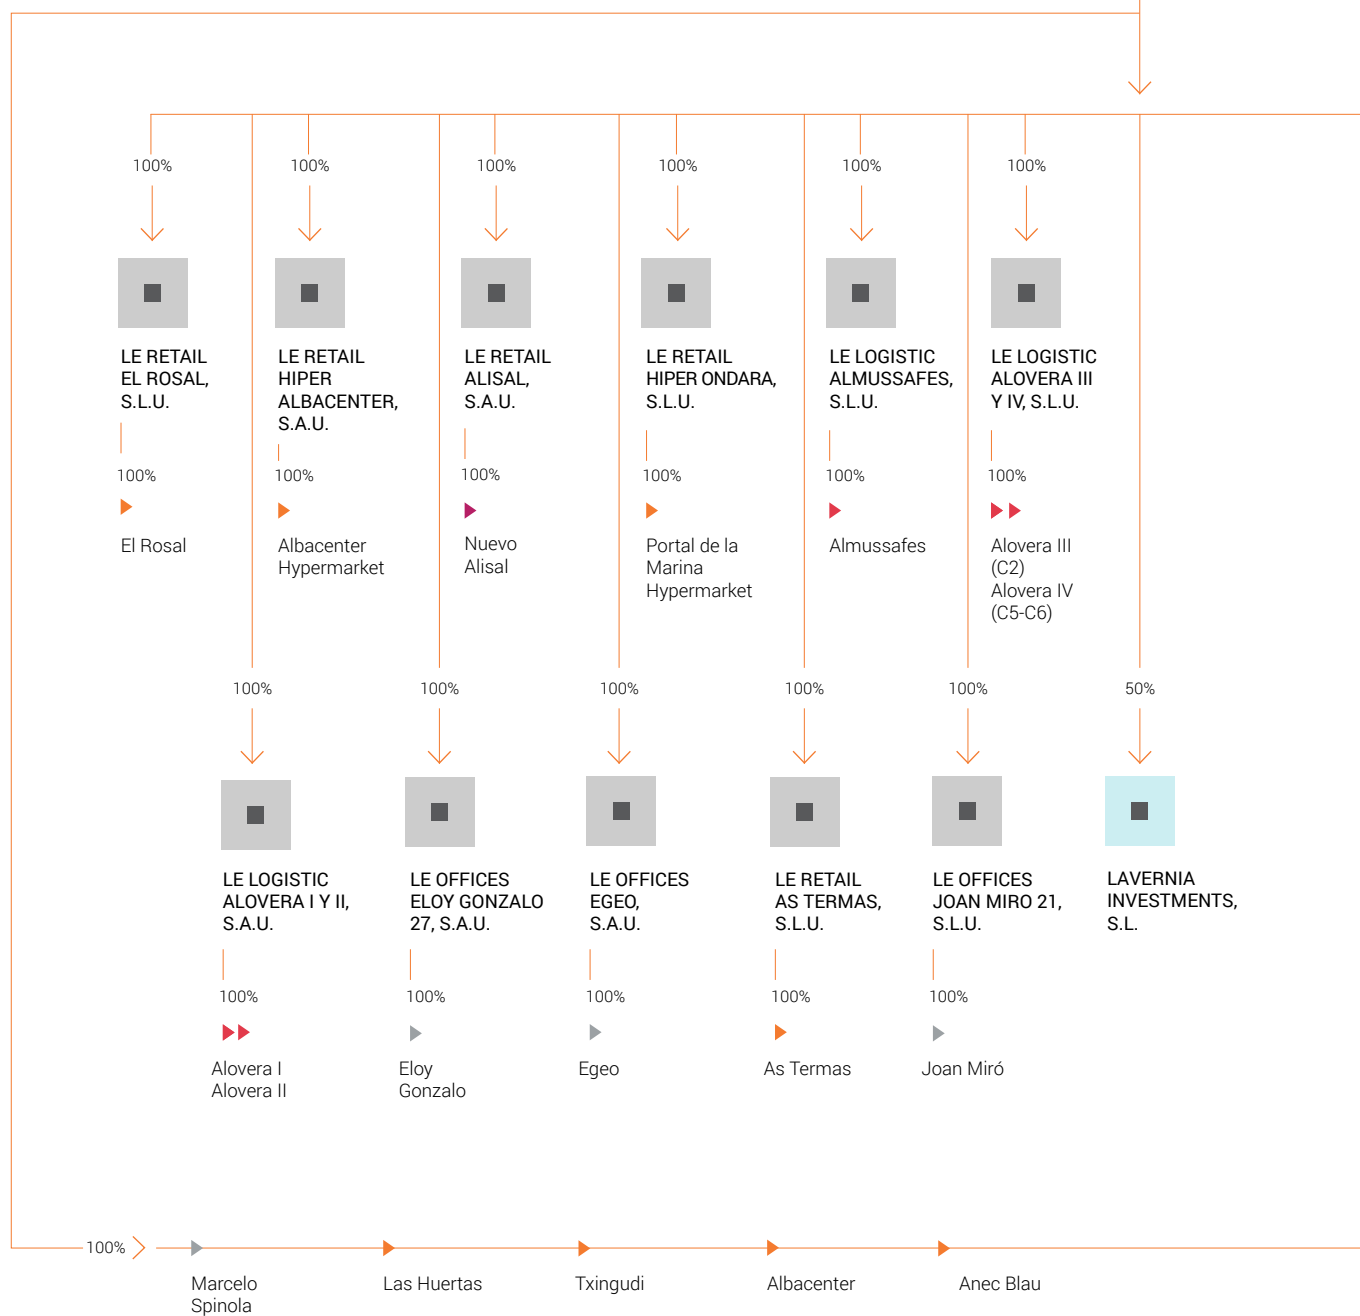 100%
100%
100%
100%
100%
100%
LE RETAIL
EL ROSAL,
S.L.U.
LE RETAIL
HIPER
ALBACENTER,
S.A.U.
LE RETAIL
ALISAL,
S.A.U.
LE RETAIL
HIPER ONDARA,
S.L.U.
LE LOGISTIC
ALMUSSAFES,
S.L.U.
LE LOGISTIC
ALOVERA III
Y IV, S.L.U.
100%
100%
100%
100%
100%
100%
El Rosal
Albacenter
Hypermarket
Nuevo
Alisal
Portal de la
Marina
Hypermarket
Almussafes
Alovera III
(C2)
Alovera IV
(C5-C6)
100%
100%
100%
100%
100%
50%
LE LOGISTIC
ALOVERA I Y II,
S.A.U.
LE OFFICES
ELOY GONZALO
27, S.A.U.
LE OFFICES
EGEO,
S.A.U.
LE RETAIL
AS TERMAS,
S.L.U.
LE OFFICES
JOAN MIRO 21,
S.L.U.
LAVERNIA
INVESTMENTS,
S.L.
100%
100%
100%
100%
100%
Alovera I
Alovera II
Eloy
Gonzalo
Egeo
As Termas
Joan Miró
100%
Marcelo
Spinola
Las Huertas
Txingudi
Albacenter
Anec Blau